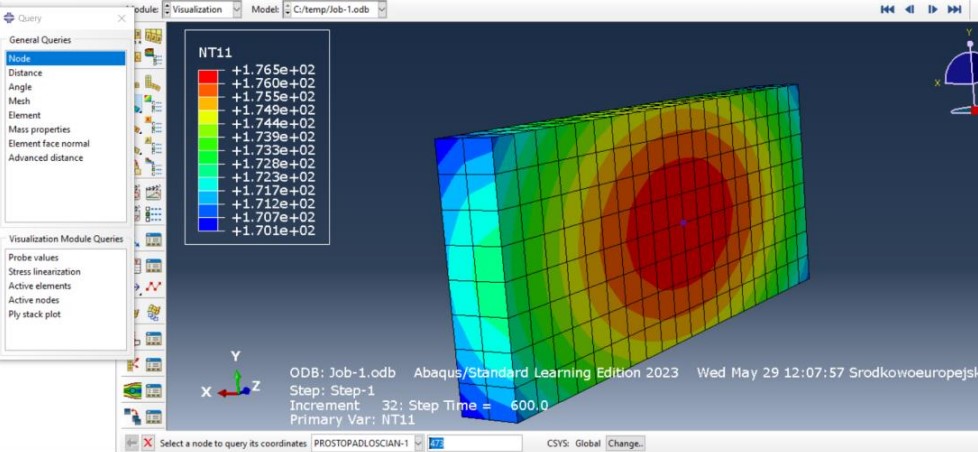 Module: Visualization Model: C:/temp/Job-1.odb
Query
General Queries
Node
Distance
Angle
Mesh
Element
Mass properties
Element face normal
Advanced distance
Visualization Module Queries
Probe values
Stress linearization
Active elements
Active nodes
Ply stack plot
NT11
+1.765e+02
+1.760e+02
+1.755e+02
+1.749e+02
+1.744e+02
+1.739e+02
+1.733e+02
+1.728e+02
+1.723e+02
+1.717e+02
+1.712e+02
+1.707e+02
+1.701e+02
Y
X
Y
X Z
ODB: Job-1.odb Abaqus/Standard Learning Edition 2023 Wed May 29 12:07:57 Srodkowoeuropejsk
Step: Step-1
Increment 32: Step Time = 600.0
Primary Var: NT11
Select a node to query its coordinates PROSTOPADLOSCIAN-1 473 CSYS: Global Change..